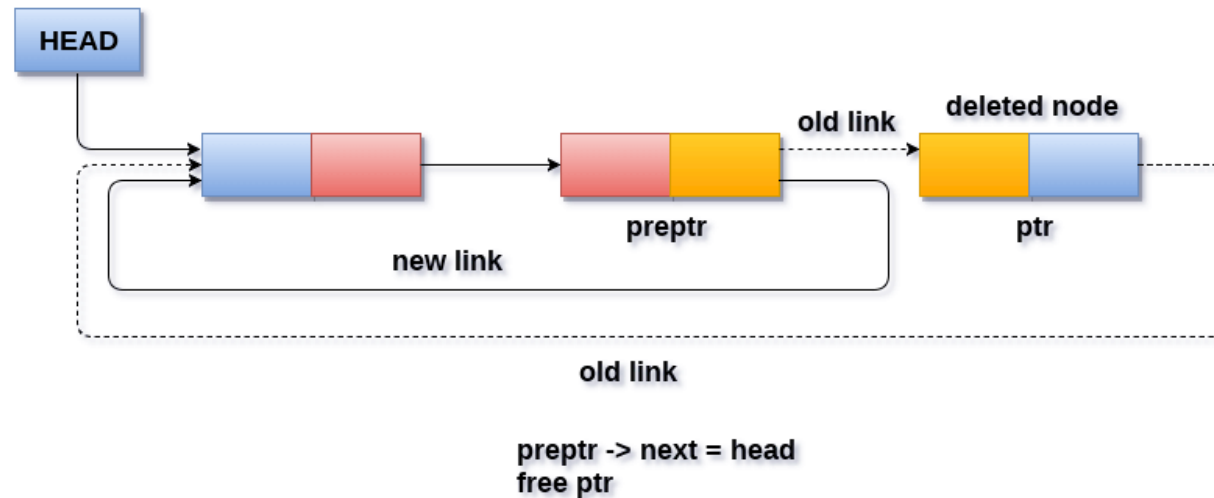 HEAD
deleted node
old link
preptr
ptr
new link
old link
preptr -> next = head
free ptr